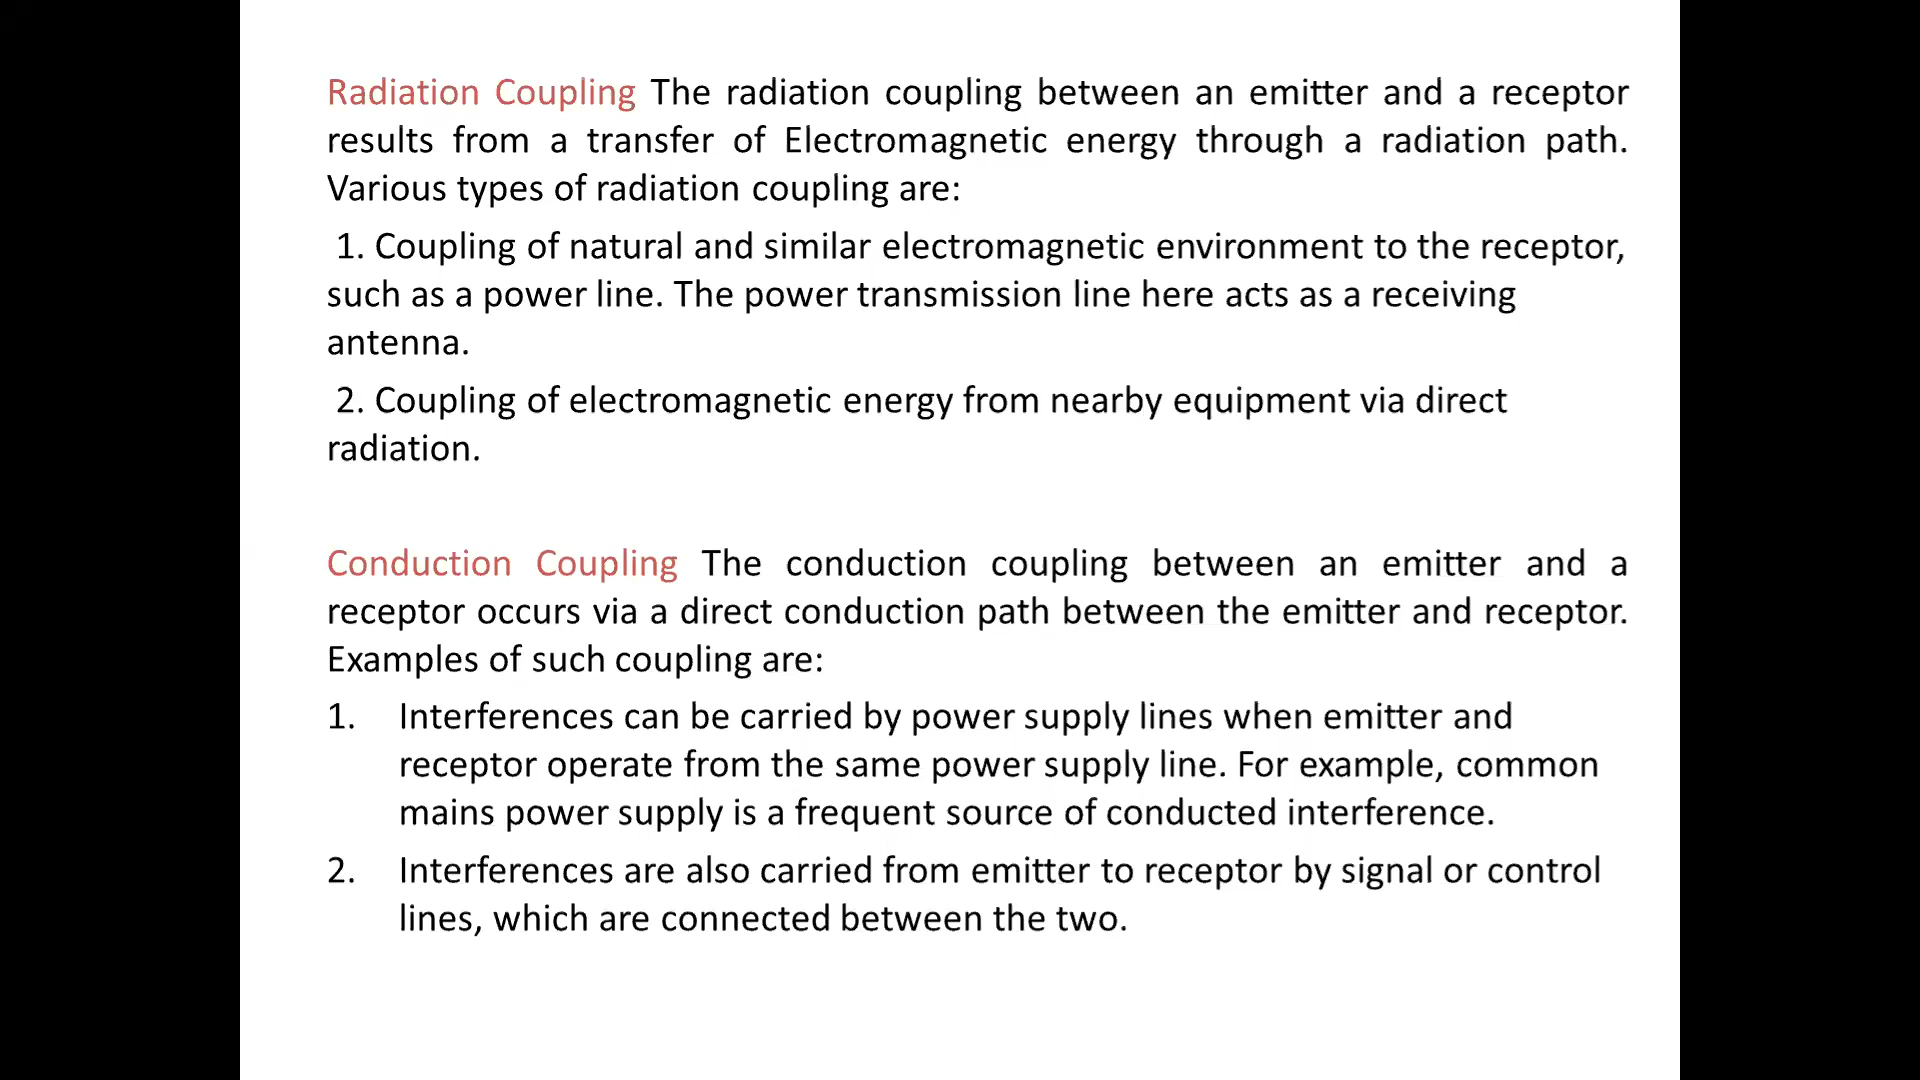 Radiation Coupling The radiation coupling between an emitter and a receptor
results from a transfer of Electromagnetic energy through a radiation path.
Various types of radiation coupling are:
1. Coupling of natural and similar electromagnetic environment to the receptor,
such as a power line. The power transmission line here acts as a receiving
antenna.
2. Coupling of electromagnetic energy from nearby equipment via direct
radiation.
Conduction Coupling The conduction coupling between an emitter and a
receptor occurs via a direct conduction path between the emitter and receptor.
Examples of such coupling are:
1. Interferences can be carried by power supply lines when emitter and
receptor operate from the same power supply line. For example, common
mains power supply is a frequent source of conducted interference.
2. Interferences are also carried from emitter to receptor by signal or control
lines, which are connected between the two.